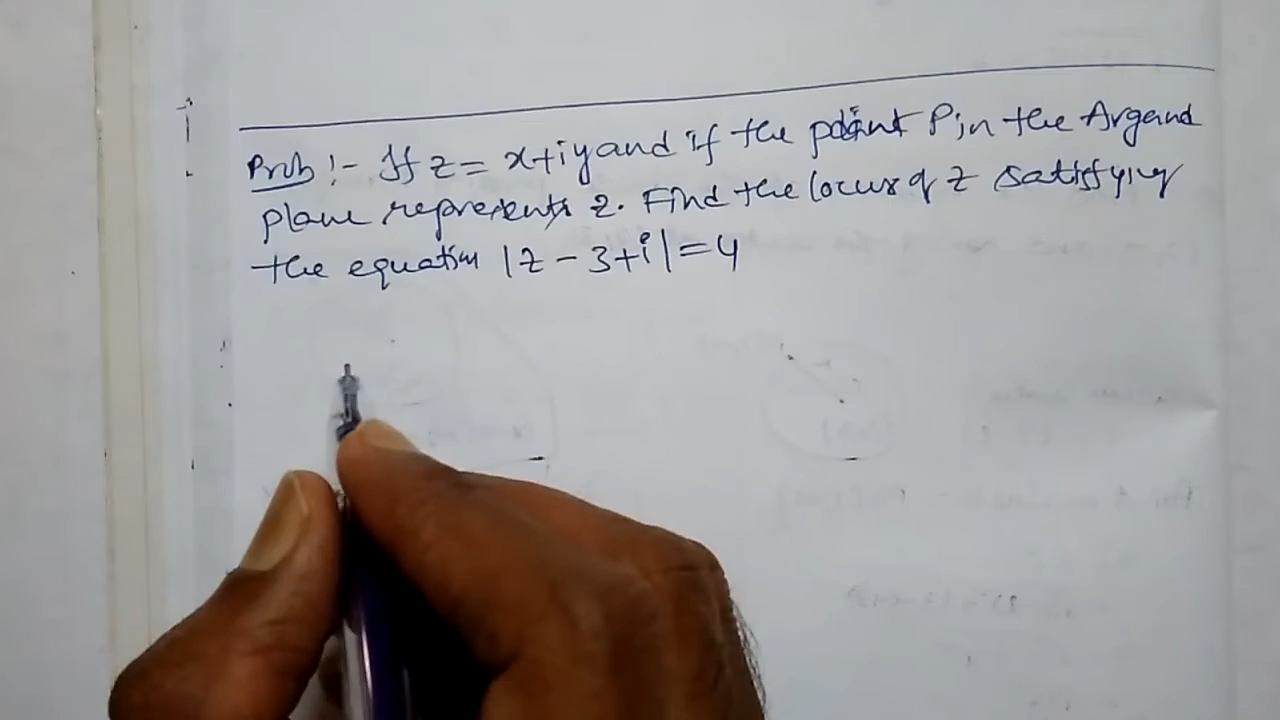 Prob :- If z = x+iy and if the point P in the Argand
plane represents z. Find the locus of z satisfying
the equation |z - 3+i| = 4